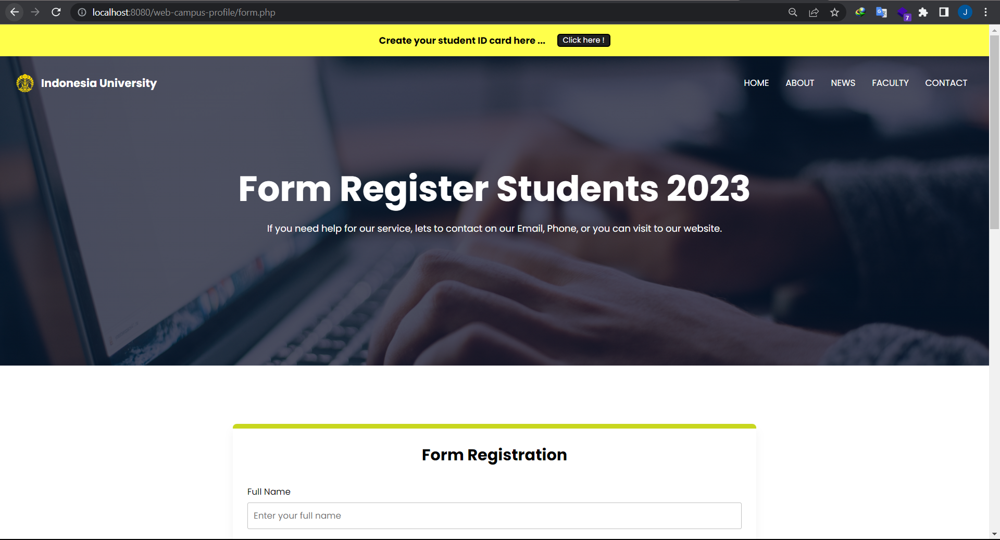 localhost:8080/web-campus-profile/form.php
7
J
Create your student ID card here ... Click here !
Indonesia University
HOME ABOUT NEWS FACULTY CONTACT
Form Register Students 2023
If you need help for our service, lets to contact on our Email, Phone, or you can visit to our website.
Form Registration
Full Name
Enter your full name